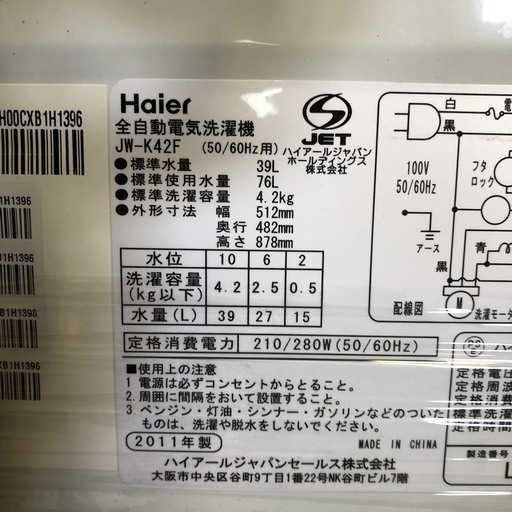 H00CXB1H1396
1H1396
B1H1396
B1H1396
XB1H1396
Haier
全自動電気洗濯機
JW-K42F (50/60Hz用)
JET
ハイアールジャパン
ホールディングス
株式会社
●標準水量 39L
●標準使用水量 76L
●標準洗濯容量 4.2kg
●外形寸法 幅 512mm
奥行 482mm
高さ 878mm
水位 10 6 2
洗濯容量(kg以下) 4.2 2.5 0.5
水量(L) 39 27 15
定格消費電力 210/280W(50/60Hz)
■使用上の注意
1 電源は必ずコンセントからとること。
2.周囲に間隔をおいて設置すること。
3.ベンジン・灯油・シンナー・ガソリンなどのついた
ものは、洗濯や脱水をしないでください。
2011年製
MADE IN CHINA
ハイアールジャパンセールス株式会社
大阪市中央区谷町9丁目1番22号NK谷町ビル7階
白
電
黒
100V
50/60Hz
フタ
ロック
アース
青
黒
配線図
M
洗濯モータ
ハイ
定格電圧
定格周波
定格消費
標準洗濯
定格時間
製造番号
L